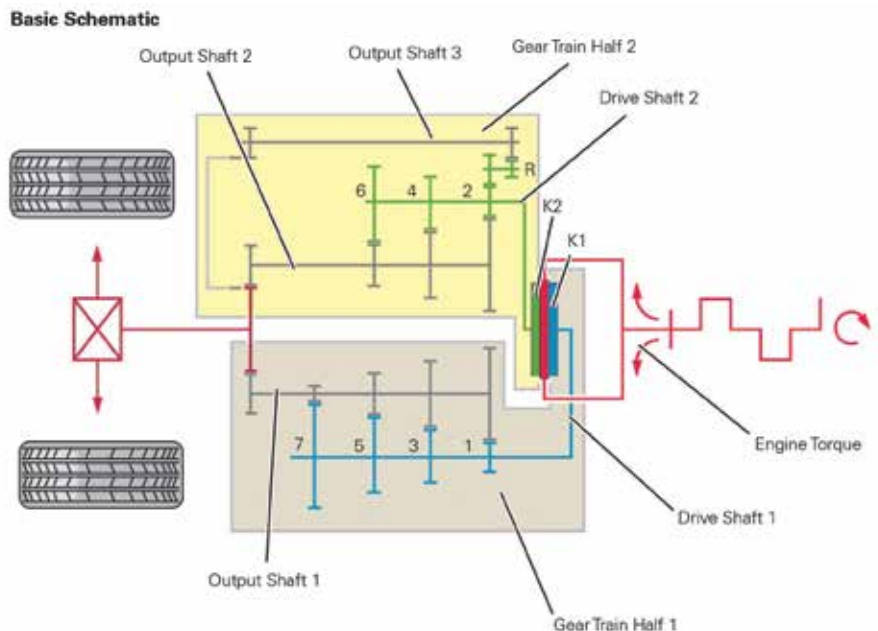 Basic Schematic
Gear Train Half 2
Output Shaft 3
Output Shaft 2
Drive Shaft 2
R
6
4
2
K2
K1
7
5
3
1
Engine Torque
Drive Shaft 1
Output Shaft 1
Gear Train Half 1